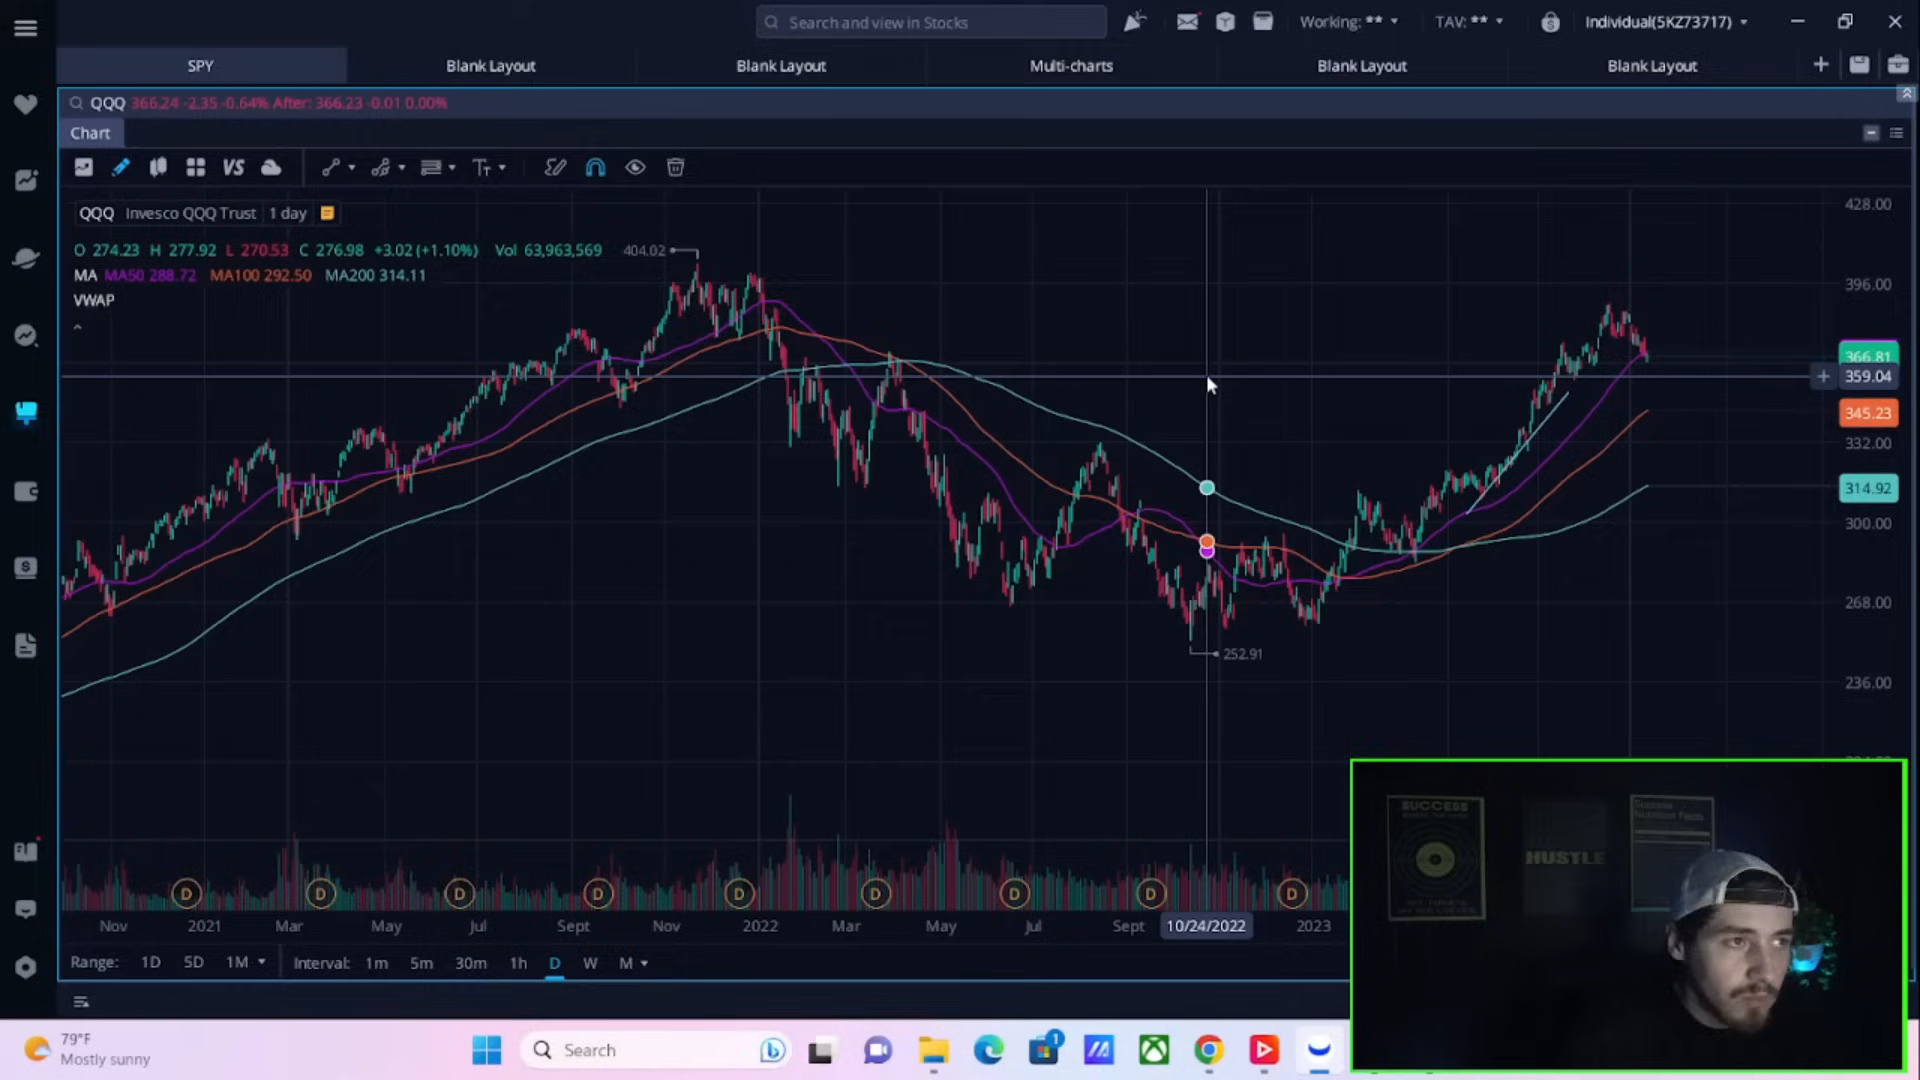 Search and view in Stocks
Working: ** TAV: ** Individual(5KZ73717)
SPY Blank Layout Blank Layout Multi-charts Blank Layout Blank Layout
QQQ 366.24 -2.35 -0.64% After: 366.23 -0.01 0.00%
Chart
VS
QQQ Invesco QQQ Trust 1 day
O 274.23 H 277.92 L 270.53 C 276.98 +3.02 (+1.10%) Vol 63,963,569
MA MA50 288.72 MA100 292.50 MA200 314.11
VWAP
404.02
252.91
428.00
396.00
366.81
359.04
345.23
332.00
314.92
300.00
268.00
236.00
D D D D D D D D D
Nov 2021 Mar May Jul Sept Nov 2022 Mar May Jul Sept 10/24/2022 2023
Range: 1D 5D 1M Interval: 1m 5m 30m 1h D W M
SUCCESS
HUSTLE
Success
Nutrition Facts
79°F
Mostly sunny
Search
1